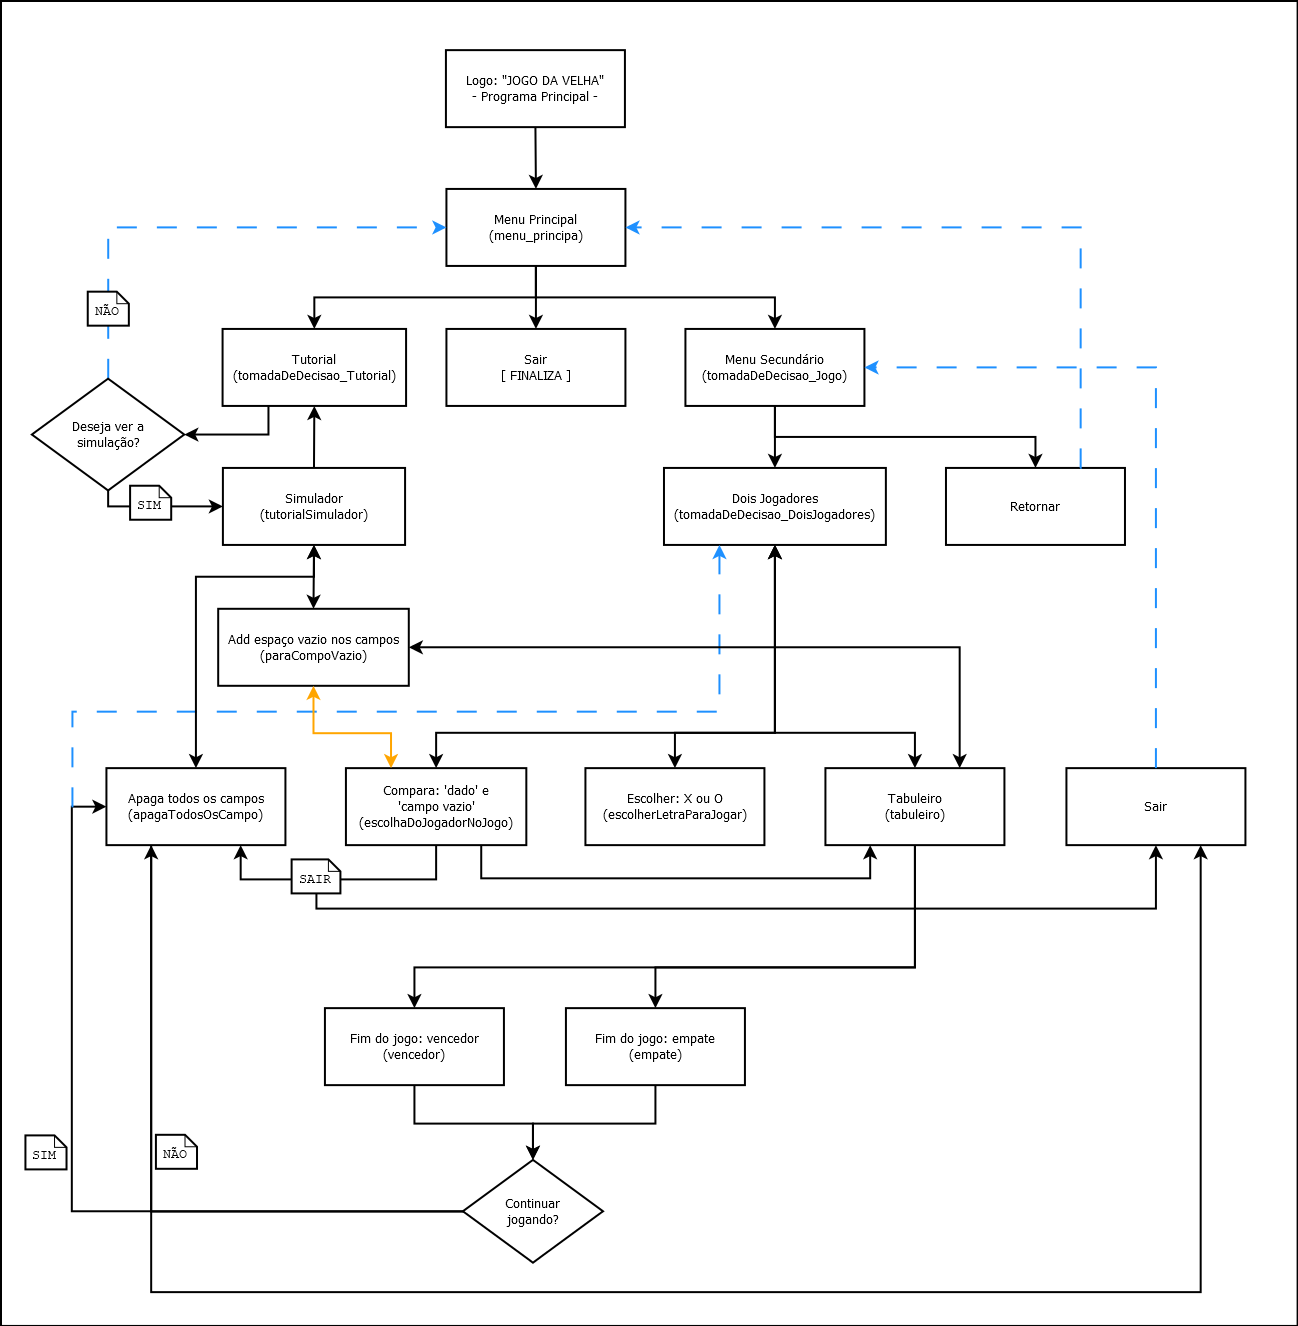 Logo: "JOGO DA VELHA"
- Programa Principal -
Menu Principal
(menu_principa)
NÃO
Tutorial
(tomadaDeDecisao_Tutorial)
Sair
[ FINALIZA ]
Menu Secundário
(tomadaDeDecisao_Jogo)
Deseja ver a
simulação?
SIM
Simulador
(tutorialSimulador)
Dois Jogadores
(tomadaDeDecisao_DoisJogadores)
Retornar
Add espaço vazio nos campos
(paraCompoVazio)
Apaga todos os campos
(apagaTodosOsCampo)
Compara: 'dado' e
'campo vazio'
(escolhaDoJogadorNoJogo)
Escolher: X ou O
(escolherLetraParaJogar)
Tabuleiro
(tabuleiro)
Sair
SAIR
Fim do jogo: vencedor
(vencedor)
Fim do jogo: empate
(empate)
SIM
NÃO
Continuar
jogando?